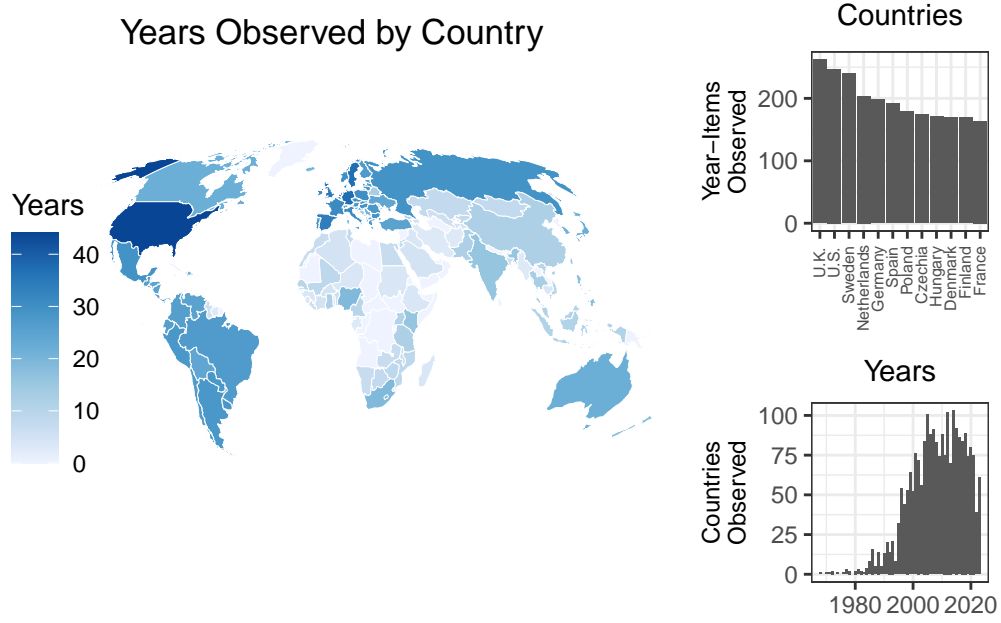 Years Observed by Country
Years
40
30
20
10
0
Countries
Year−Items
Observed
200
100
0
U.K.
U.S.
Sweden
Netherlands
Germany
Spain
Poland
Czechia
Hungary
Denmark
Finland
France
Years
Countries
Observed
100
75
50
25
0
1980 2000 2020